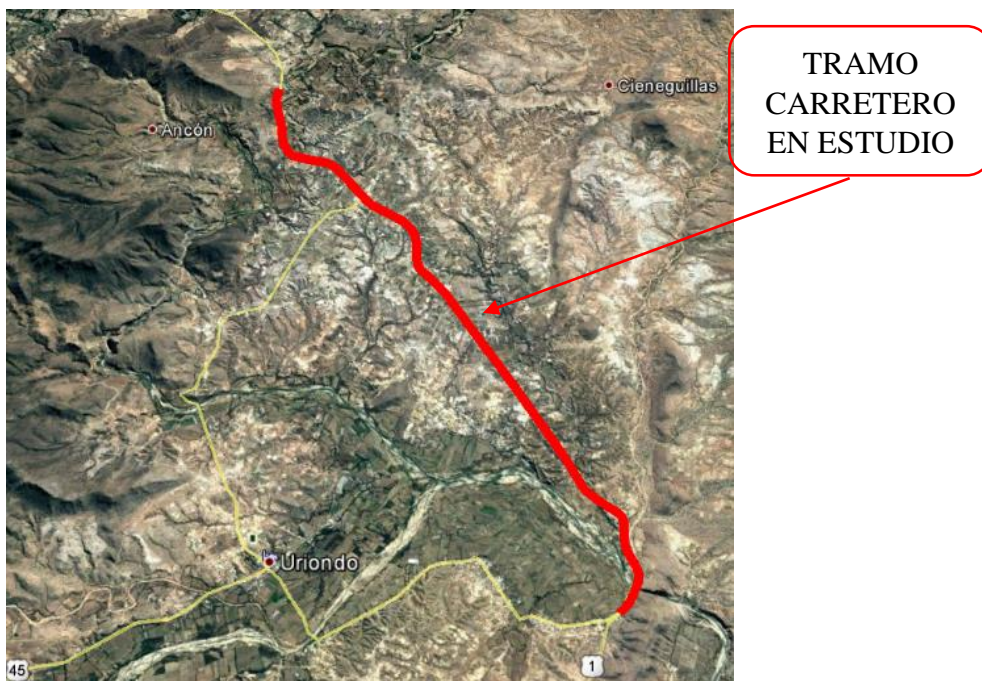 TRAMO
CARRETERO
EN ESTUDIO
Cieneguillas
Ancón
Uriondo
45
1